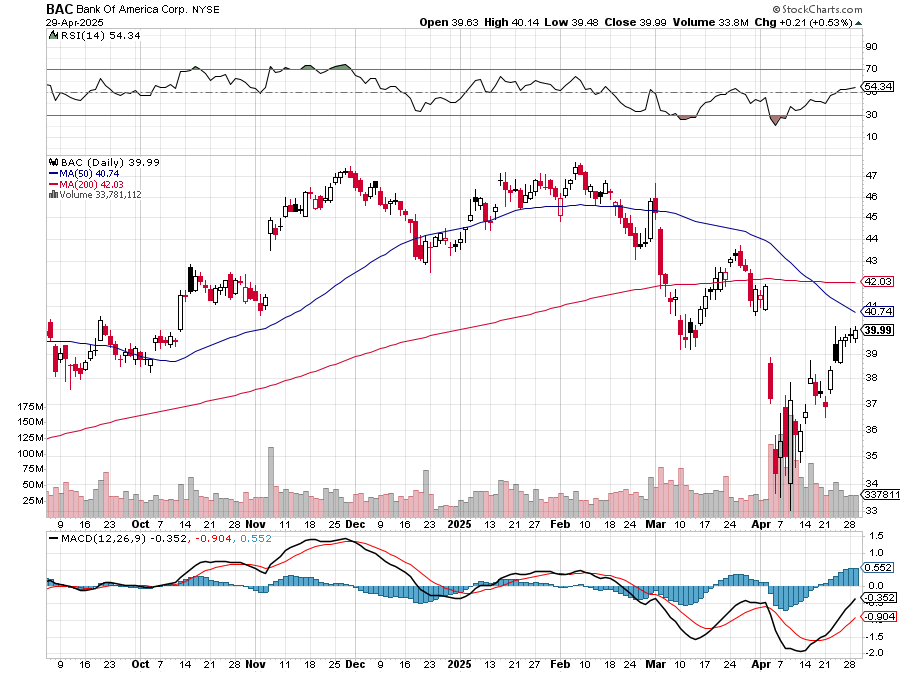 BAC Bank Of America Corp. NYSE
© StockCharts.com
29-Apr-2025
Open 39.63 High 40.14 Low 39.48 Close 39.99 Volume 33.8M Chg +0.21 (+0.53%)
RSI(14) 54.34
90
70
54.34
50
30
10
BAC (Daily) 39.99
MA(50) 40.74
MA(200) 42.03
Volume 33,781,112
47
46
45
44
43
42.03
41
40.74
39.99
39
38
37
36
35
34
33
175M
150M
125M
100M
75M
50M
25M
337811
9 16 23 Oct 7 14 21 28 Nov 11 18 25 Dec 9 16 23 2025 13 21 27 Feb 10 18 24 Mar 10 17 24 Apr 7 14 21 28
MACD(12,26,9) -0.352, -0.904, 0.552
1.5
1.0
0.552
0.0
-0.352
-0.904
-1.5
-2.0
9 16 23 Oct 7 14 21 28 Nov 11 18 25 Dec 9 16 23 2025 13 21 27 Feb 10 18 24 Mar 10 17 24 Apr 7 14 21 28